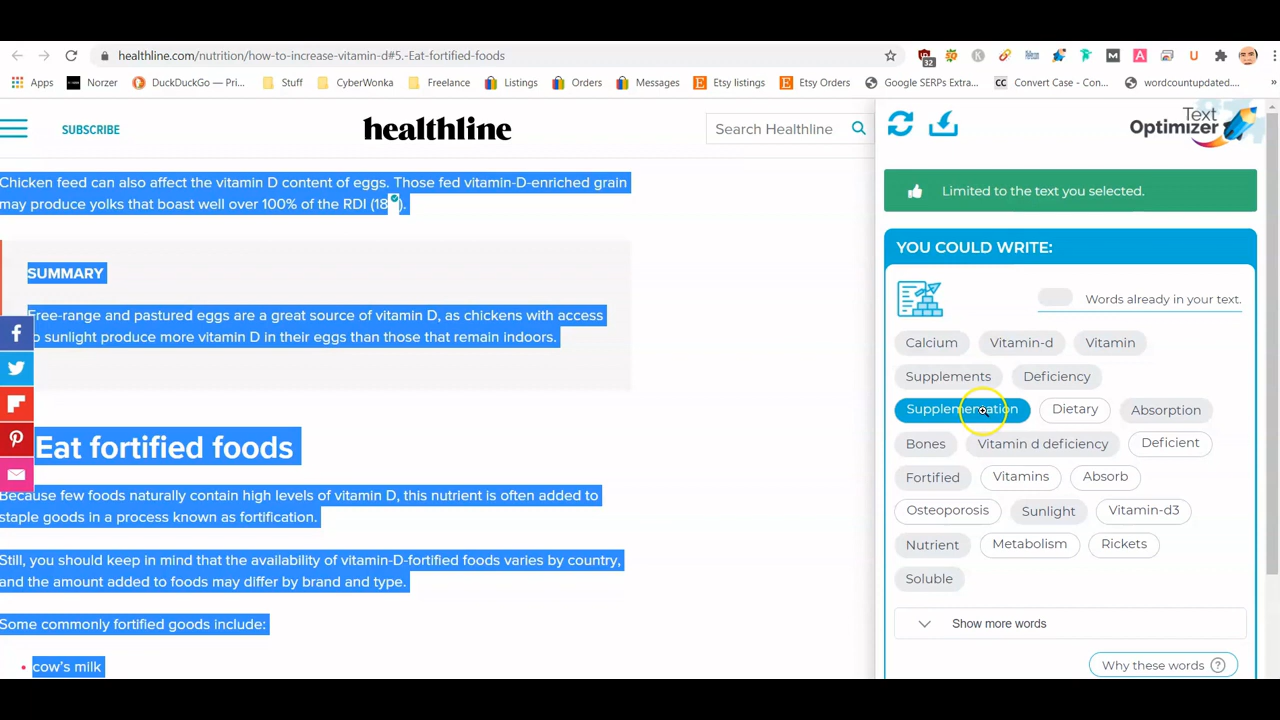 healthline.com/nutrition/how-to-increase-vitamin-d#5.-Eat-fortified-foods
32
Apps Norzer DuckDuckGo — Pri... Stuff CyberWonka Freelance Listings Orders Messages Etsy listings Etsy Orders Google SERPs Extra... CC Convert Case - Con... wordcountupdated....
SUBSCRIBE healthline Search Healthline
Text
Optimizer
Chicken feed can also affect the vitamin D content of eggs. Those fed vitamin-D-enriched grain
may produce yolks that boast well over 100% of the RDI (18 ).
SUMMARY
Free-range and pastured eggs are a great source of vitamin D, as chickens with access
o sunlight produce more vitamin D in their eggs than those that remain indoors.
Eat fortified foods
Because few foods naturally contain high levels of vitamin D, this nutrient is often added to
staple goods in a process known as fortification.
Still, you should keep in mind that the availability of vitamin-D-fortified foods varies by country,
and the amount added to foods may differ by brand and type.
Some commonly fortified goods include:
• cow's milk
Limited to the text you selected.
YOU COULD WRITE:
Words already in your text.
Calcium Vitamin-d Vitamin
Supplements Deficiency
Supplementation Dietary Absorption
Bones Vitamin d deficiency Deficient
Fortified Vitamins Absorb
Osteoporosis Sunlight Vitamin-d3
Nutrient Metabolism Rickets
Soluble
Show more words
Why these words ?